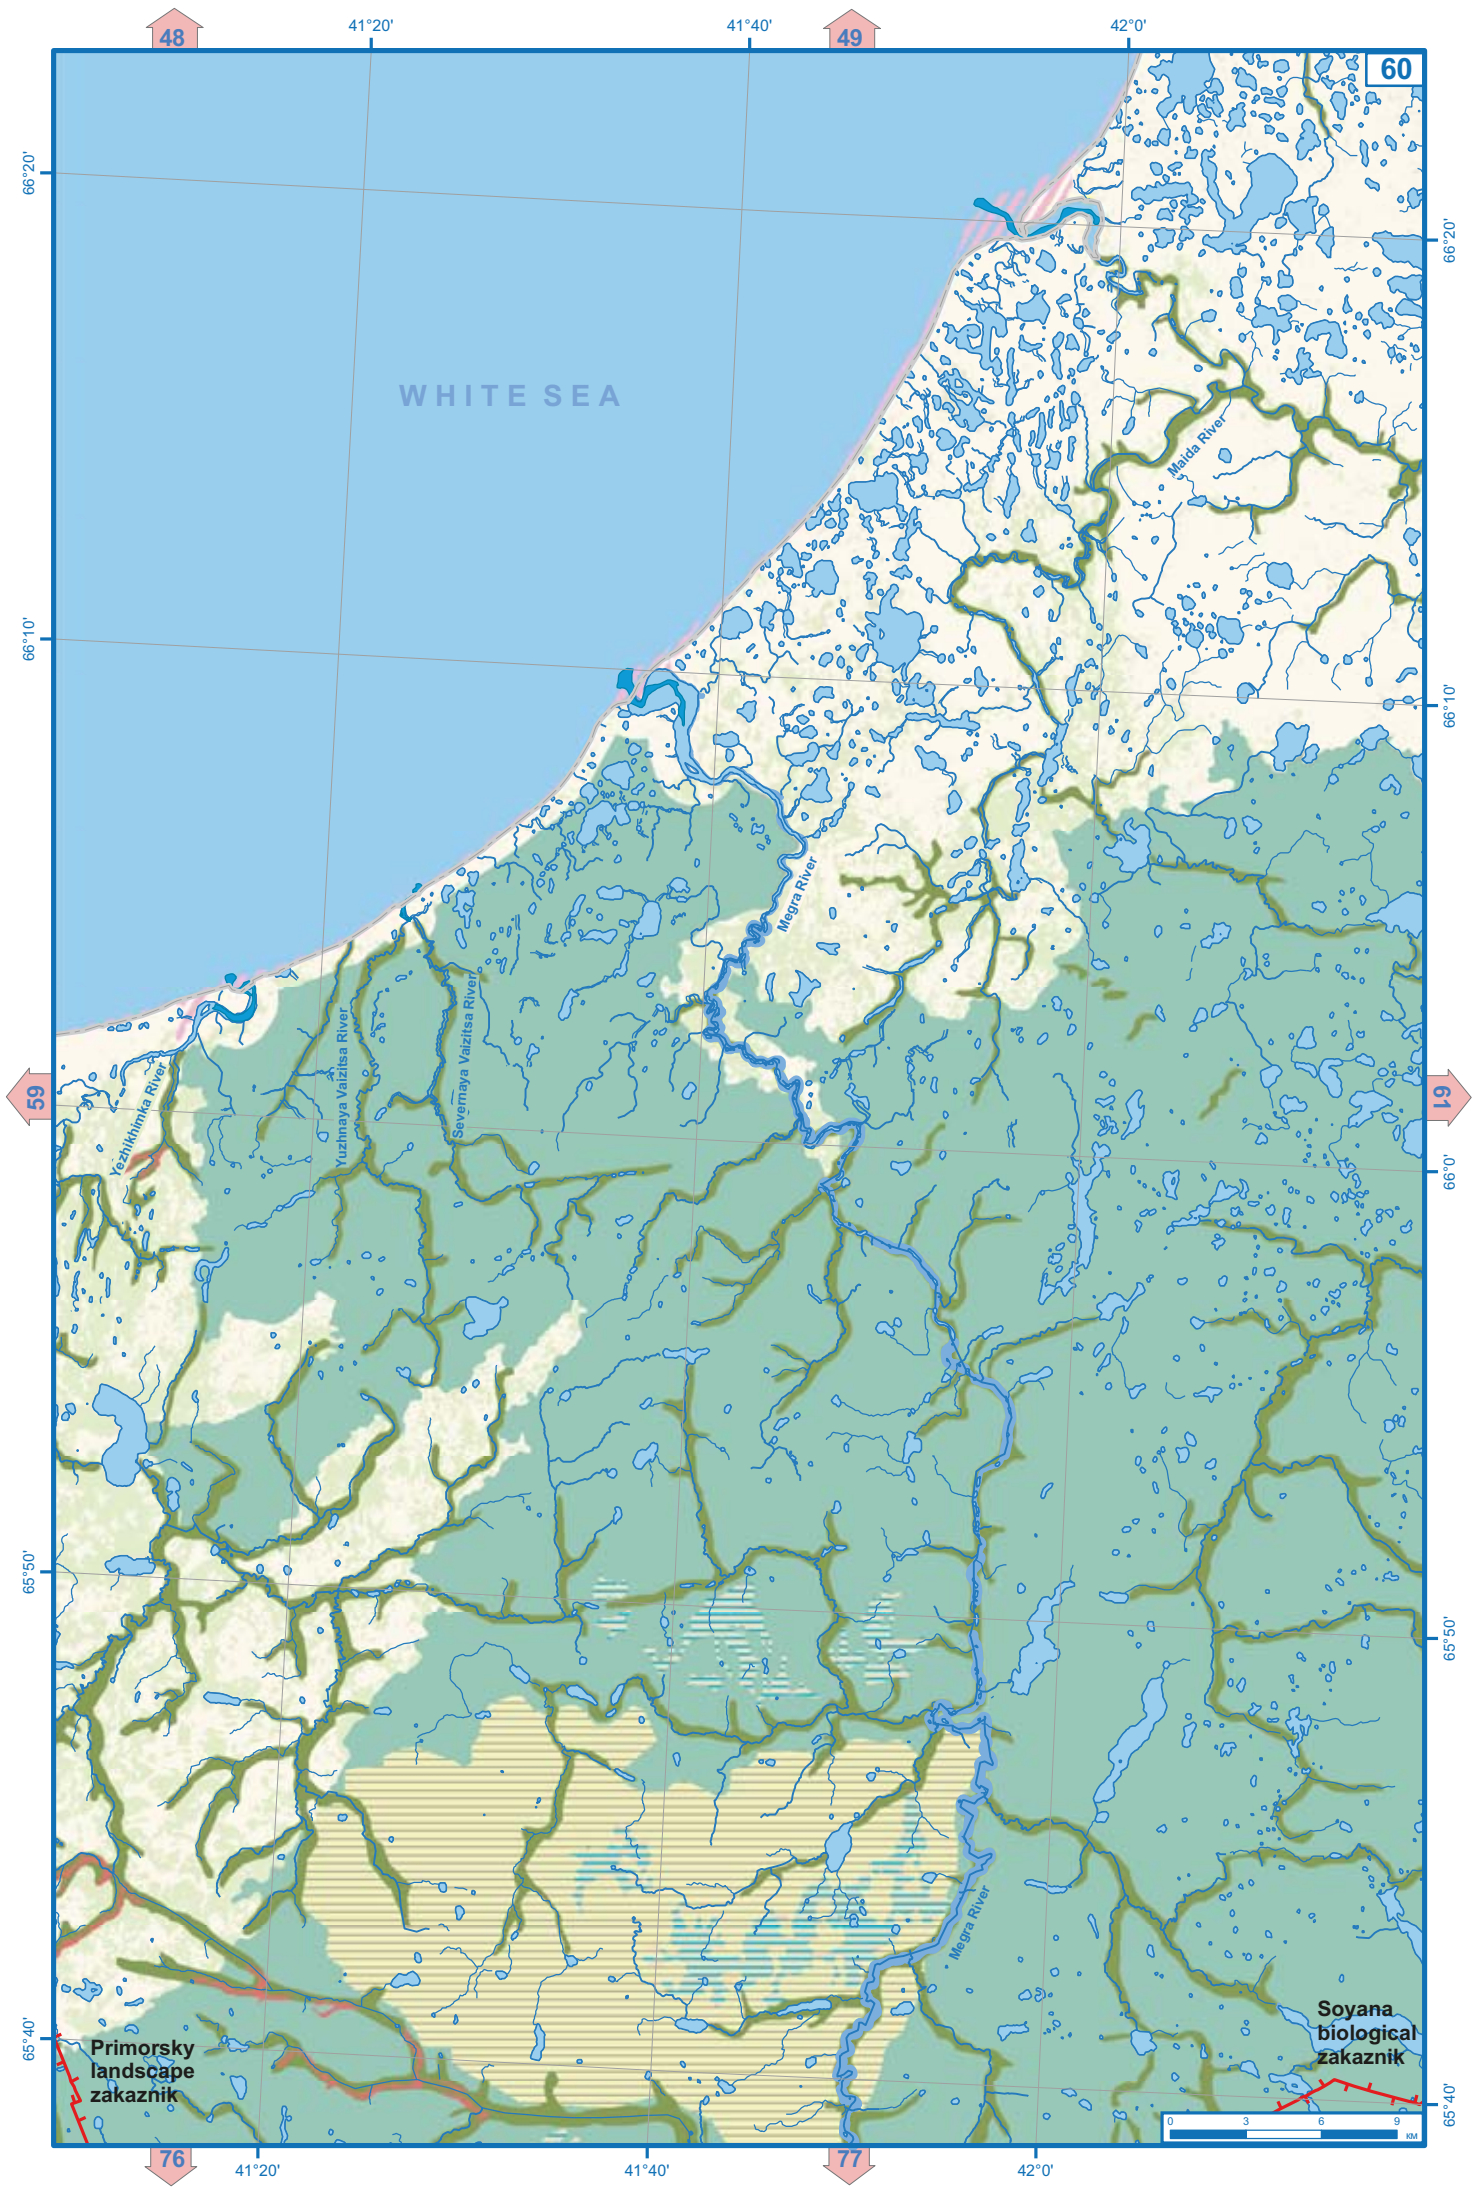 48
41°20'
41°40'
49
42°0'
60
66°20'
66°20'
WHITE SEA
Maida River
66°10'
66°10'
Megra River
Yuzhnaya Vaizitsa River
Severnaya Vaizitsa River
Yezhikhimka River
59
61
66°0'
65°50'
65°50'
Megra River
65°40'
Primorsky
landscape
zakaznik
Soyana
biological
zakaznik
65°40'
0 3 6 9
км
76
41°20'
41°40'
77
42°0'